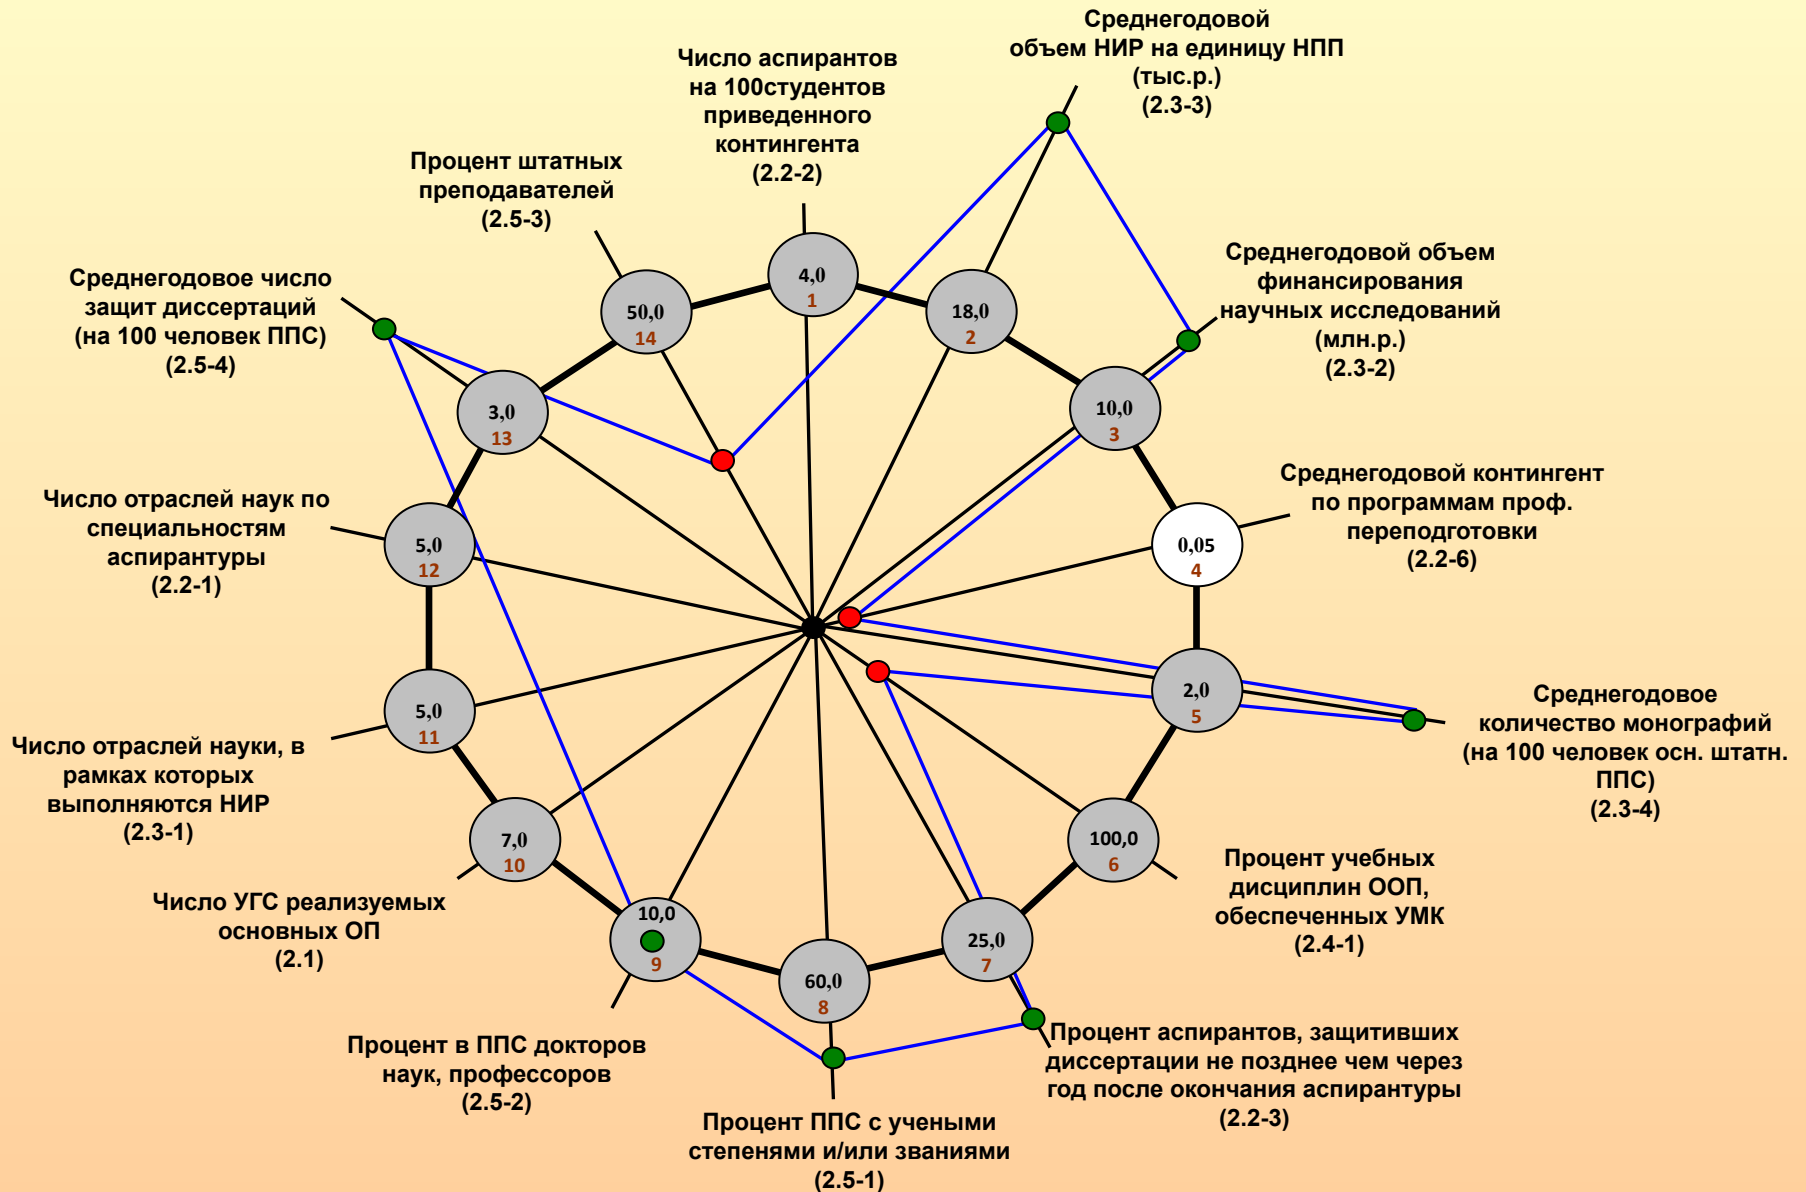 Среднегодовой
объем НИР на единицу НПП
(тыс.р.)
(2.3-3)
Число аспирантов
на 100студентов
приведенного
контингента
(2.2-2)
Процент штатных
преподавателей
(2.5-3)
Среднегодовой объем
финансирования
научных исследований
(млн.р.)
(2.3-2)
Среднегодовое число
защит диссертаций
(на 100 человек ППС)
(2.5-4)
4,0
1
50,0
14
18,0
2
3,0
13
10,0
3
Среднегодовой контингент
по программам проф.
переподготовки
(2.2-6)
Число отраслей наук по
специальностям
аспирантуры
(2.2-1)
5,0
12
0,05
4
2,0
5
Среднегодовое
количество монографий
(на 100 человек осн. штатн.
ППС)
(2.3-4)
5,0
11
Число отраслей науки, в
рамках которых
выполняются НИР
(2.3-1)
7,0
10
100,0
6
Процент учебных
дисциплин ООП,
обеспеченных УМК
(2.4-1)
Число УГС реализуемых
основных ОП
(2.1)
10,0
9
60,0
8
25,0
7
Процент в ППС докторов
наук, профессоров
(2.5-2)
Процент аспирантов, защитивших
диссертации не позднее чем через
год после окончания аспирантуры
(2.2-3)
Процент ППС с учеными
степенями и/или званиями
(2.5-1)